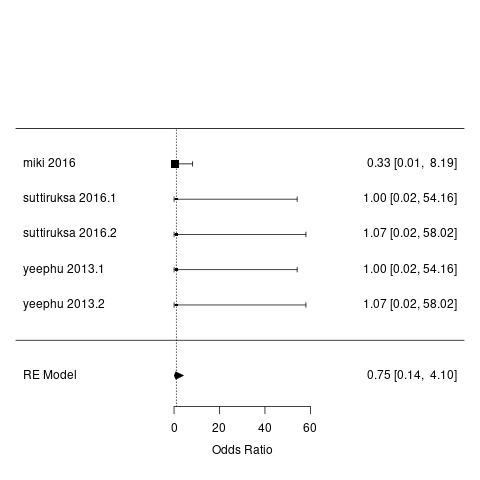 miki 2016 0.33 [0.01, 8.19]
suttiruksa 2016.1 1.00 [0.02, 54.16]
suttiruksa 2016.2 1.07 [0.02, 58.02]
yeephu 2013.1 1.00 [0.02, 54.16]
yeephu 2013.2 1.07 [0.02, 58.02]
RE Model 0.75 [0.14, 4.10]
0 20 40 60
Odds Ratio